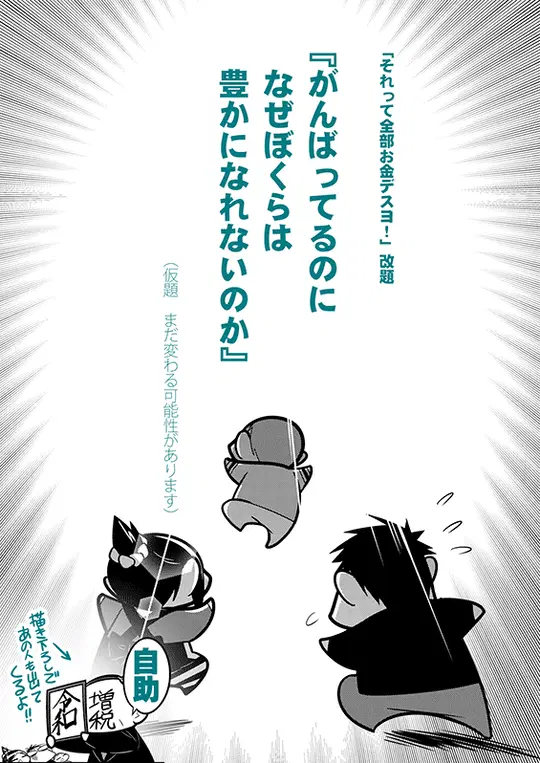 「それって全部お金デスヨ!」改題
『がんばってるのに
なぜぼくらは
豊かになれないのか』
(仮題　まだ変わる可能性があります)
自助
増税
令和
描き下ろしで
あの人も出て
くるよ!!